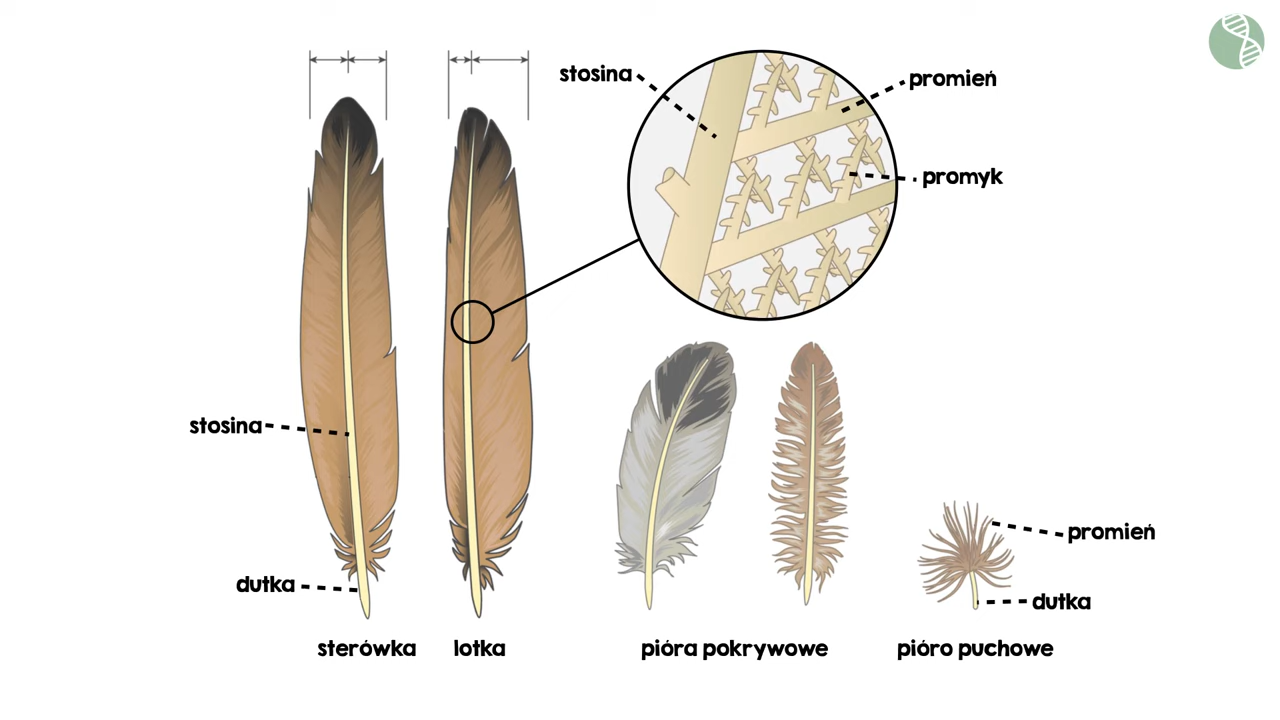 stosina
promień
promyk
stosina
promień
dutka
dutka
sterówka
lotka
pióra pokrywowe
pióro puchowe